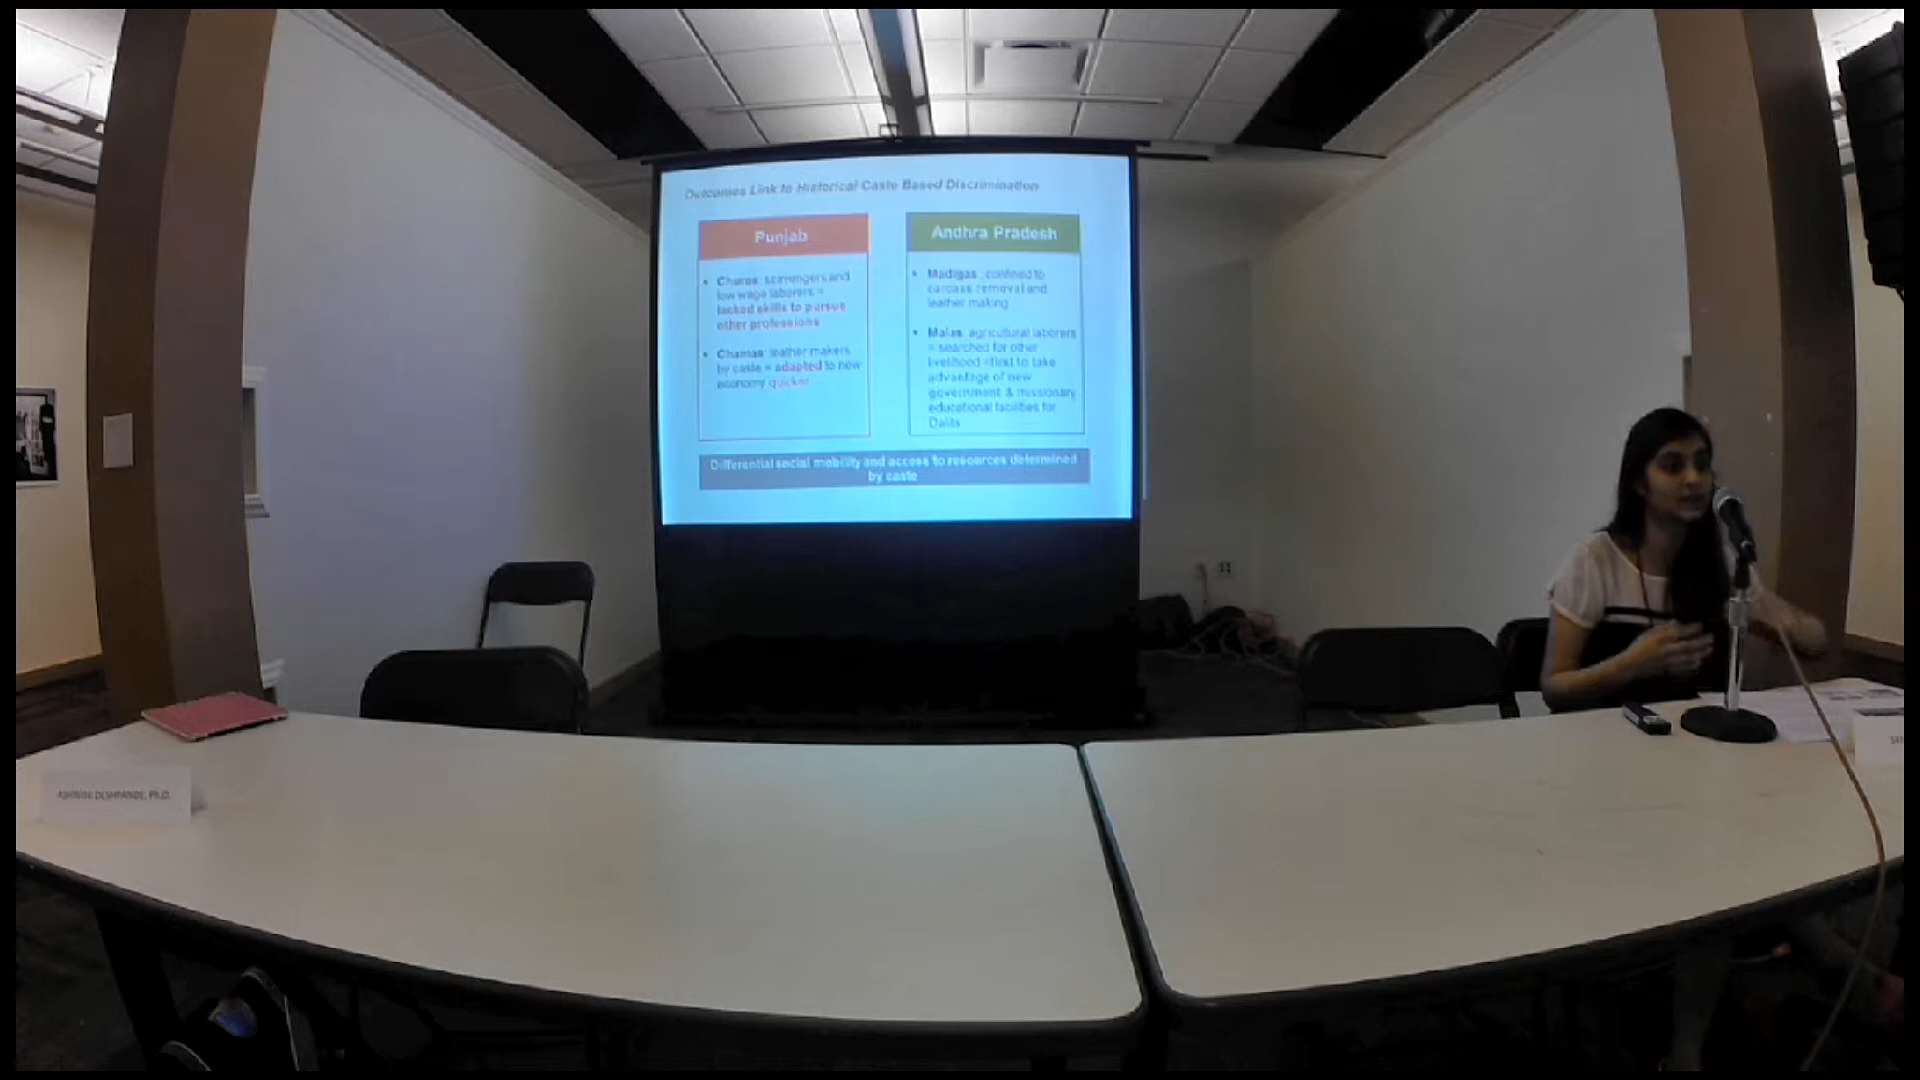 Outcomes Link to Historical Caste Based Discrimination
Punjab
• Churas: scavengers and
low wage laborers =
lacked skills to pursue
other professions
• Chamas: leather makers
by caste = adapted to new
economy quicker
Andhra Pradesh
• Madigas: confined to
carcass removal and
leather making
• Malas: agricultural laborers
= searched for other
livelihood =first to take
advantage of new
government & missionary
educational facilities for
Dalits
Differential social mobility and access to resources determined
by caste
ASHWINI DESHPANDE, Ph.D.